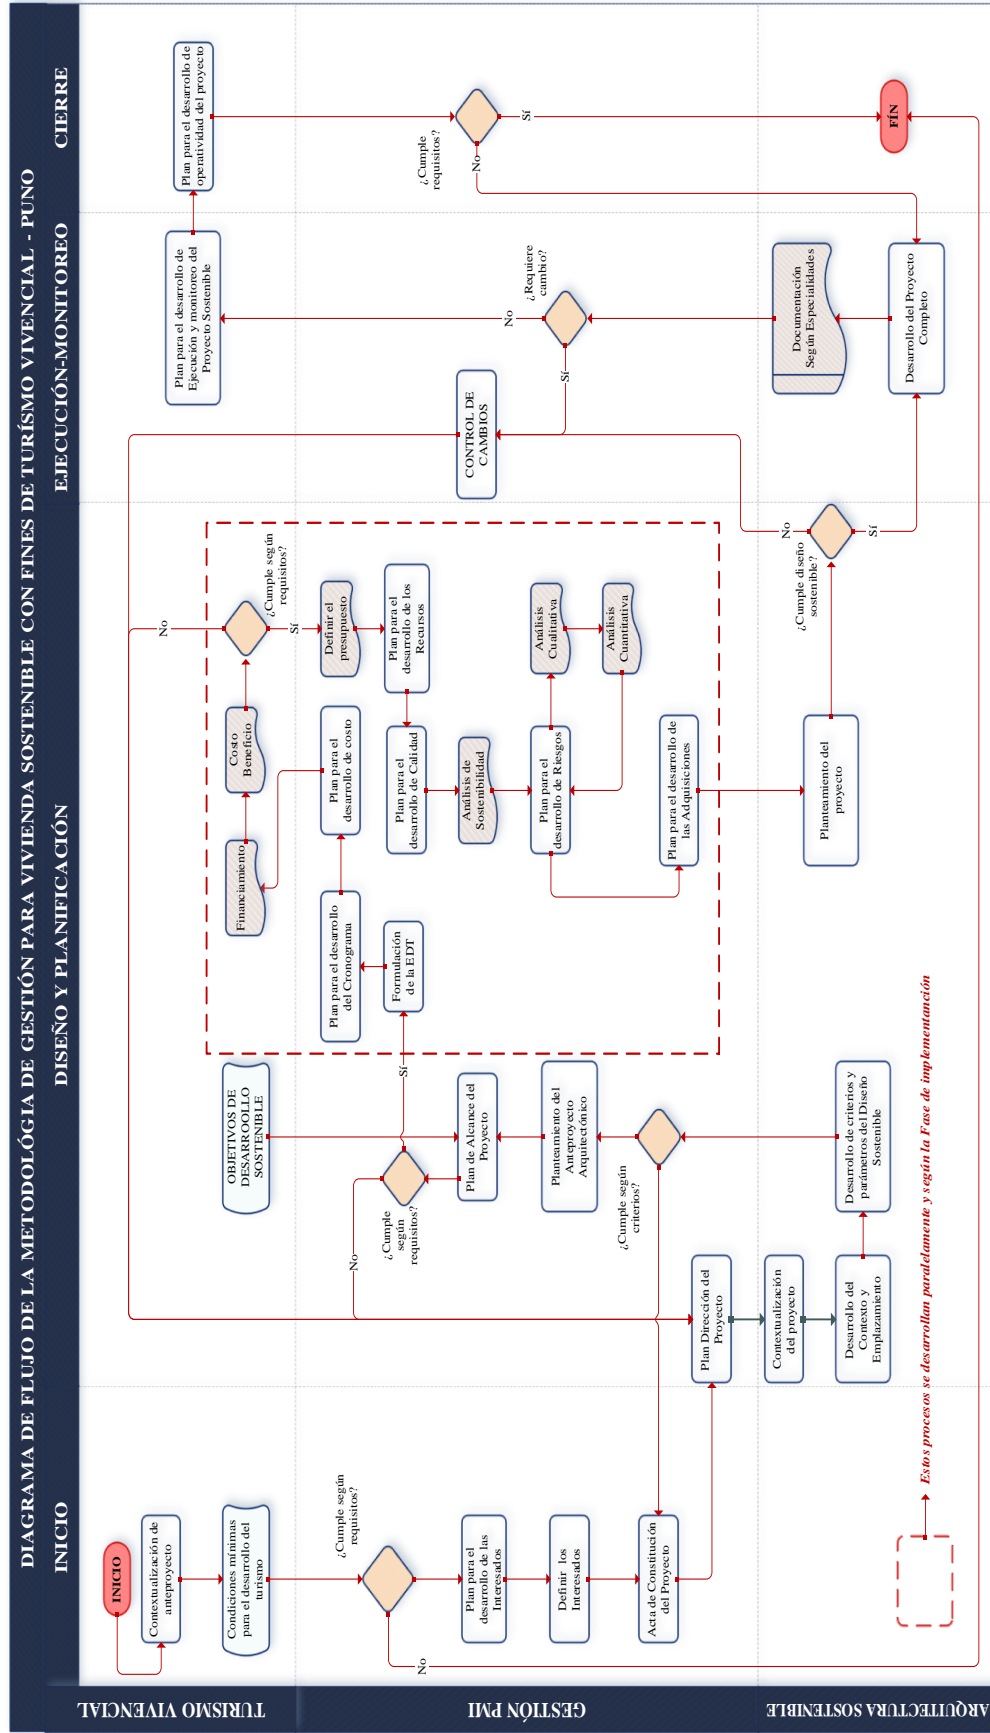 DIAGRAMA DE FLUJO DE LA METODOLÓGIA DE GESTIÓN PARA VIVIENDA SOSTENIBLE CON FINES DE TURÍSMO VIVENCIAL - PUNO
INICIO
DISEÑO Y PLANIFICACIÓN
EJECUCIÓN-MONITOREO
CIERRE
TURISMO VIVENCIAL
GESTIÓN PMI
ARQUITECTURA SOSTENIBLE
INICIO
Contextualización de
anteproyecto
Condiciones mínimas
para el desarrollo del
turismo
¿Cumple según
requisitos?
No
Plan para el
desarrollo de las
Interesados
Definir los
Interesados
Acta de Constitución
del Proyecto
Plan Dirección del
Proyecto
Contextualización
del proyecto
Desarrollo del
Contexto y
Emplazamiento
Desarrollo de criterios y
parámetros del Diseño
Sostenible
¿Cumple según
criterios?
Planteamiento del
Anteproyecto
Arquitectónico
OBJETIVOS DE
DESARROOLLO
SOSTENIBLE
Plan de Alcance del
Proyecto
¿Cumple
según
requisitos?
No
Sí
Formulación
de la EDT
Plan para el desarrollo
del Cronograma
Plan para el
desarrollo de costo
Financiamiento
Costo
Beneficio
¿Cumple según
requisitos?
No
Sí
Definir el
presupuesto
Plan para el
desarrollo de los
Recursos
Plan para el
desarrollo de Calidad
Análisis de
Sostenibilidad
Plan para el
desarrollo de Riesgos
Análisis
Cualitativa
Análisis
Cuantitativa
Plan para el desarrollo de
las Adquisiciones
Planteamiento del
proyecto
¿Cumple diseño
sostenible?
No
Sí
CONTROL DE
CAMBIOS
Desarrollo del Proyecto
Completo
Documentación
Según Especialidades
¿Requiere
cambio?
Sí
No
Plan para el desarrollo de
Ejecución y monitoreo del
Proyecto Sostenible
Plan para el desarrollo de
operatividad del proyecto
¿Cumple
requisitos?
No
Sí
FÍN
Estos procesos se desarrollan paralelamente y según la Fase de implementanción